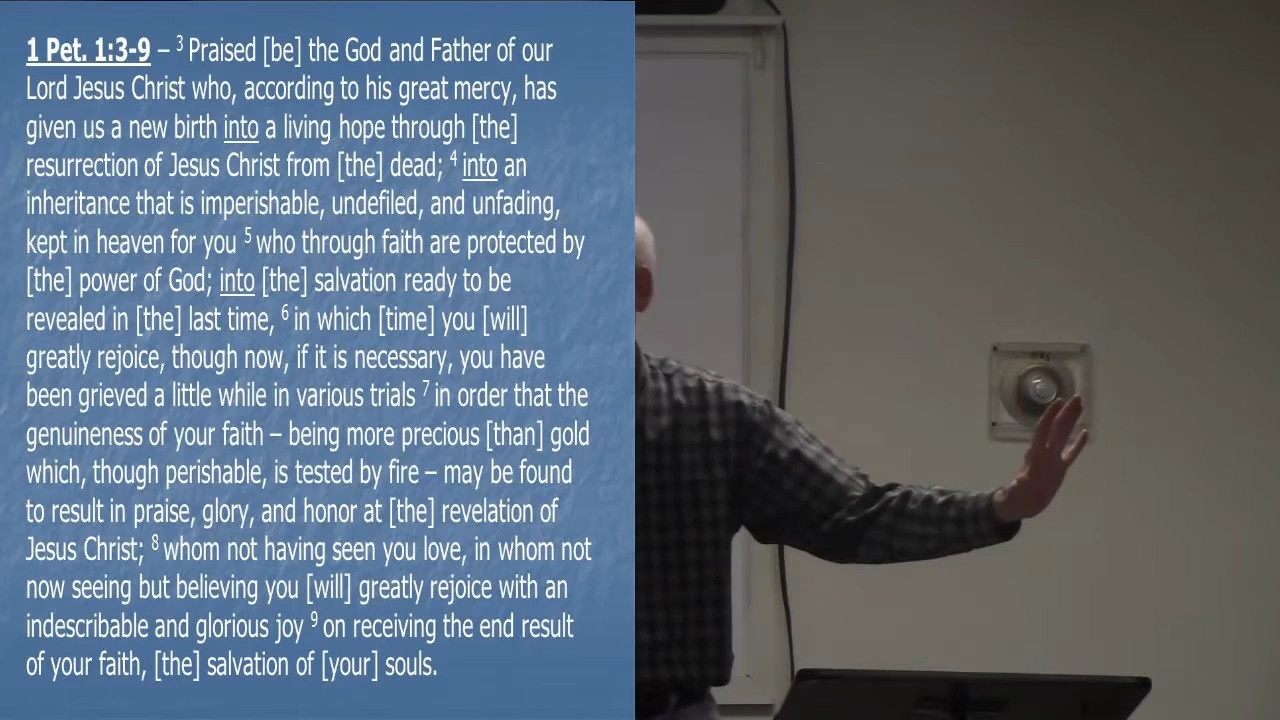 1 Pet. 1:3-9 – 3 Praised [be] the God and Father of our
Lord Jesus Christ who, according to his great mercy, has
given us a new birth into a living hope through [the]
resurrection of Jesus Christ from [the] dead; 4 into an
inheritance that is imperishable, undefiled, and unfading,
kept in heaven for you 5 who through faith are protected by
[the] power of God; into [the] salvation ready to be
revealed in [the] last time, 6 in which [time] you [will]
greatly rejoice, though now, if it is necessary, you have
been grieved a little while in various trials 7 in order that the
genuineness of your faith – being more precious [than] gold
which, though perishable, is tested by fire – may be found
to result in praise, glory, and honor at [the] revelation of
Jesus Christ; 8 whom not having seen you love, in whom not
now seeing but believing you [will] greatly rejoice with an
indescribable and glorious joy 9 on receiving the end result
of your faith, [the] salvation of [your] souls.